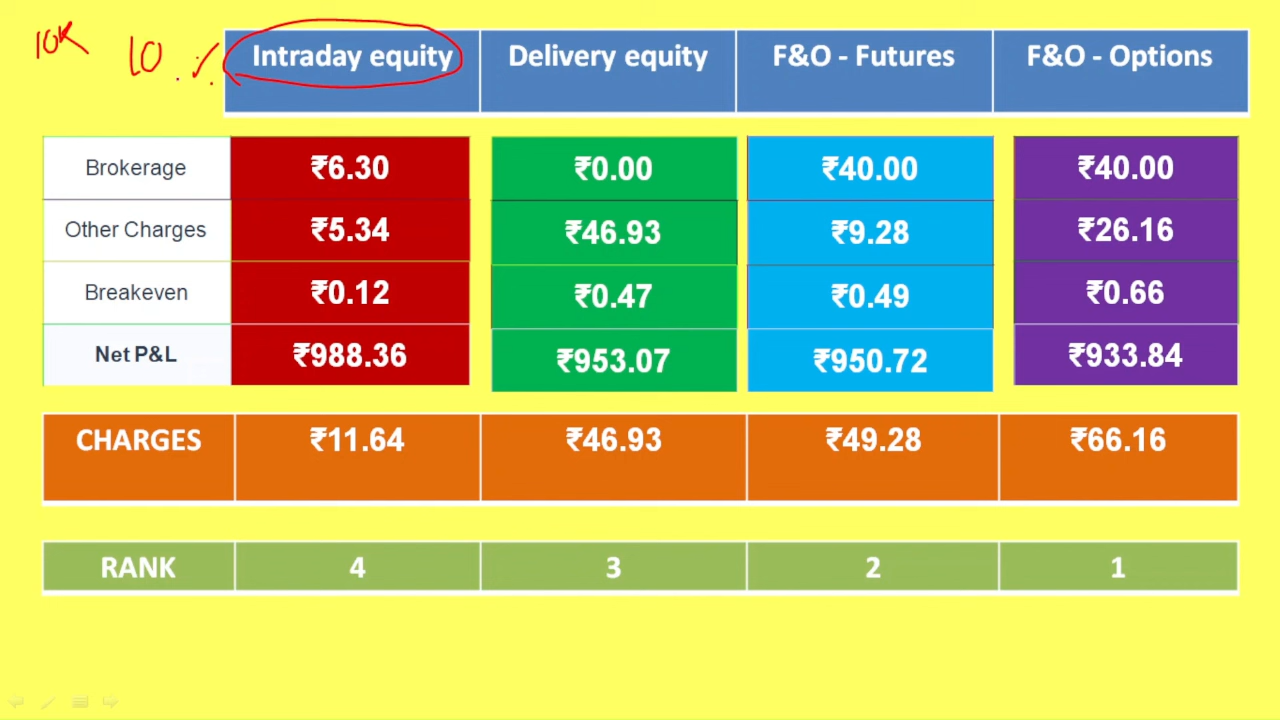 10K 10 %
Intraday equity Delivery equity F&O - Futures F&O - Options
Brokerage ₹6.30 ₹0.00 ₹40.00 ₹40.00
Other Charges ₹5.34 ₹46.93 ₹9.28 ₹26.16
Breakeven ₹0.12 ₹0.47 ₹0.49 ₹0.66
Net P&L ₹988.36 ₹953.07 ₹950.72 ₹933.84
CHARGES ₹11.64 ₹46.93 ₹49.28 ₹66.16
RANK 4 3 2 1